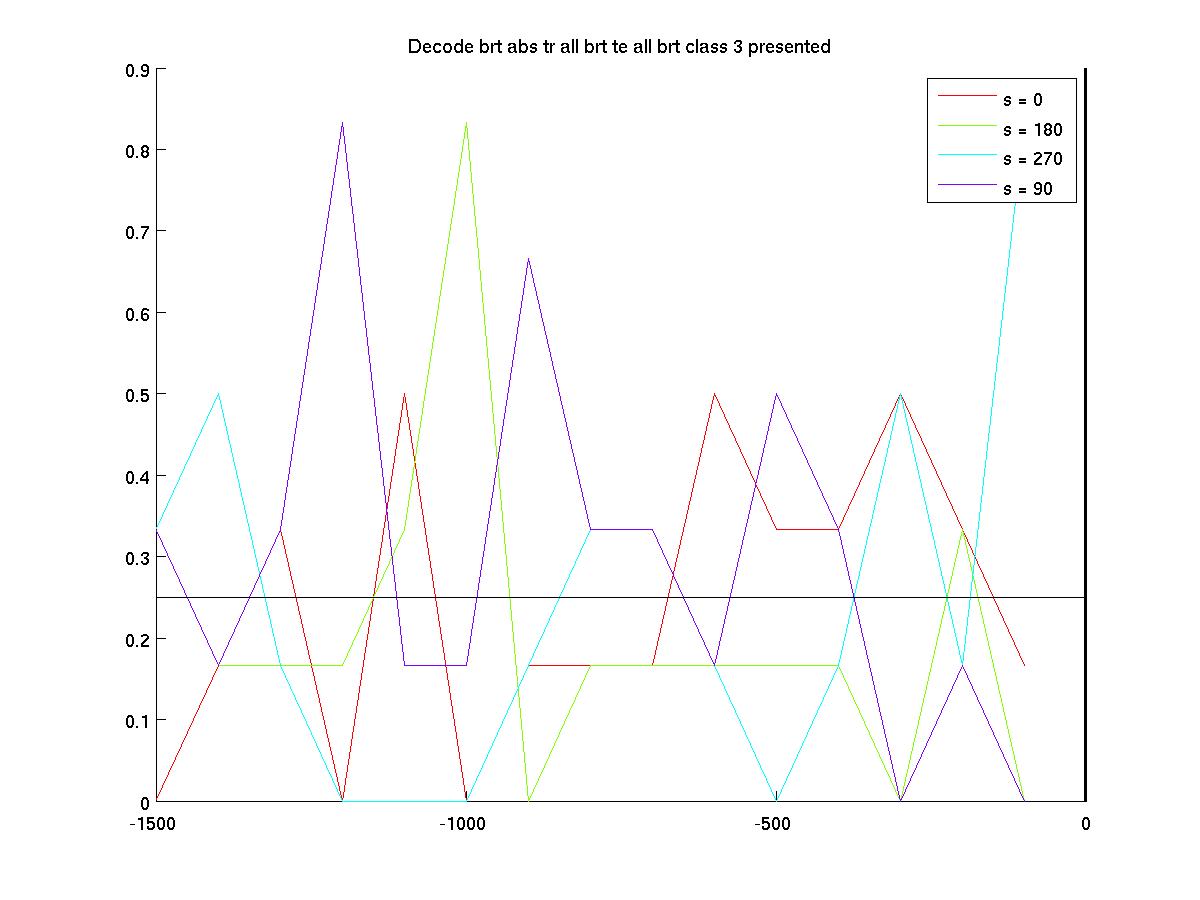 Decode brt abs tr all brt te all brt class 3 presented
0.9
0.8
0.7
0.6
0.5
0.4
0.3
0.2
0.1
0
-1500
-1000
-500
0
s = 0
s = 180
s = 270
s = 90